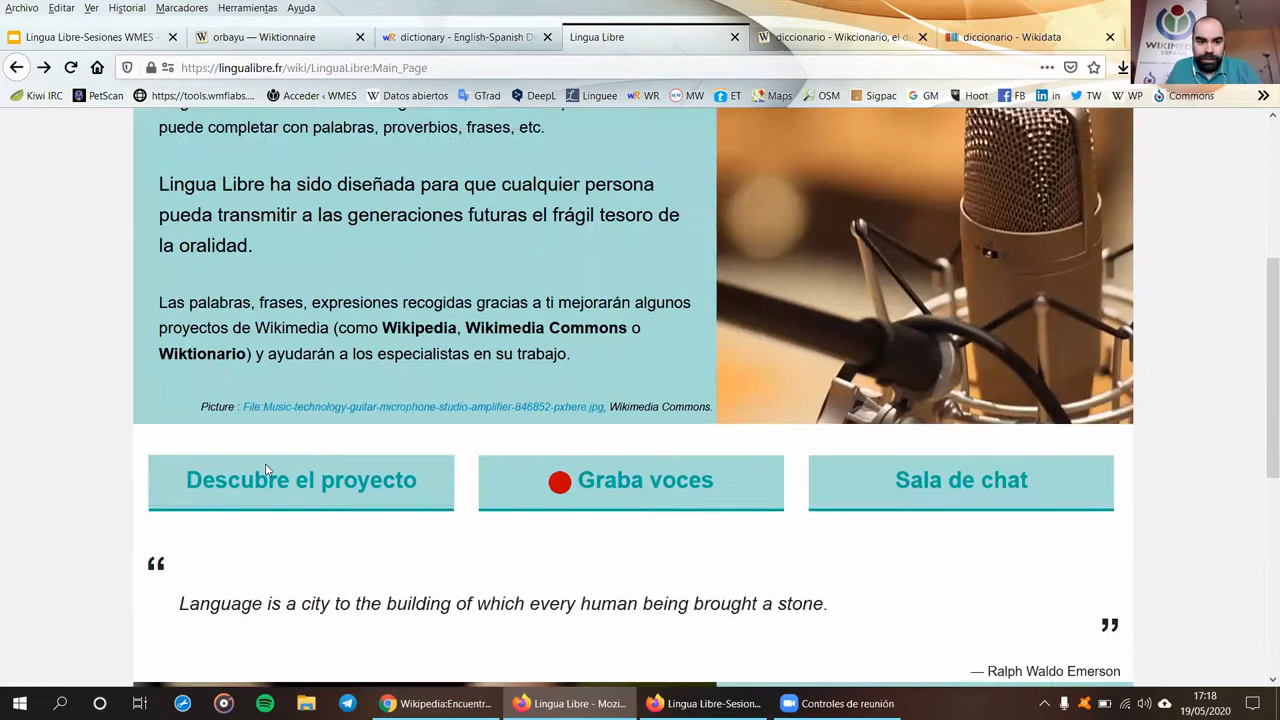 Archivo Editar Ver Historial Marcadores Herramientas Ayuda
Lingua Libre-Sesiones WMES - orbəru — Wiktionnaire dictionary - English-Spanish D Lingua Libre diccionario - Wikcionario, el di diccionario - Wikidata
WIKIMEDIA
ESPAÑA
https://lingualibre.fr/wiki/LinguaLibre:Main_Page
Kiwi IRC PetScan https://tools.wmflabs... Acceder · WMES Datos abiertos GTrad DeepL Linguee WR MW ET Maps OSM Sigpac GM Hoot FB in TW WP Commons
puede completar con palabras, proverbios, frases, etc.
Lingua Libre ha sido diseñada para que cualquier persona
pueda transmitir a las generaciones futuras el frágil tesoro de
la oralidad.
Las palabras, frases, expresiones recogidas gracias a ti mejorarán algunos
proyectos de Wikimedia (como Wikipedia, Wikimedia Commons o
Wiktionario) y ayudarán a los especialistas en su trabajo.
Picture : File:Music-technology-guitar-microphone-studio-amplifier-846852-pxhere.jpg, Wikimedia Commons.
Descubre el proyecto Graba voces Sala de chat
“
Language is a city to the building of which every human being brought a stone.
”
— Ralph Waldo Emerson
Wikipedia:Encuentr... Lingua Libre - Mozi... Lingua Libre-Sesion... Controles de reunión 17:18
19/05/2020